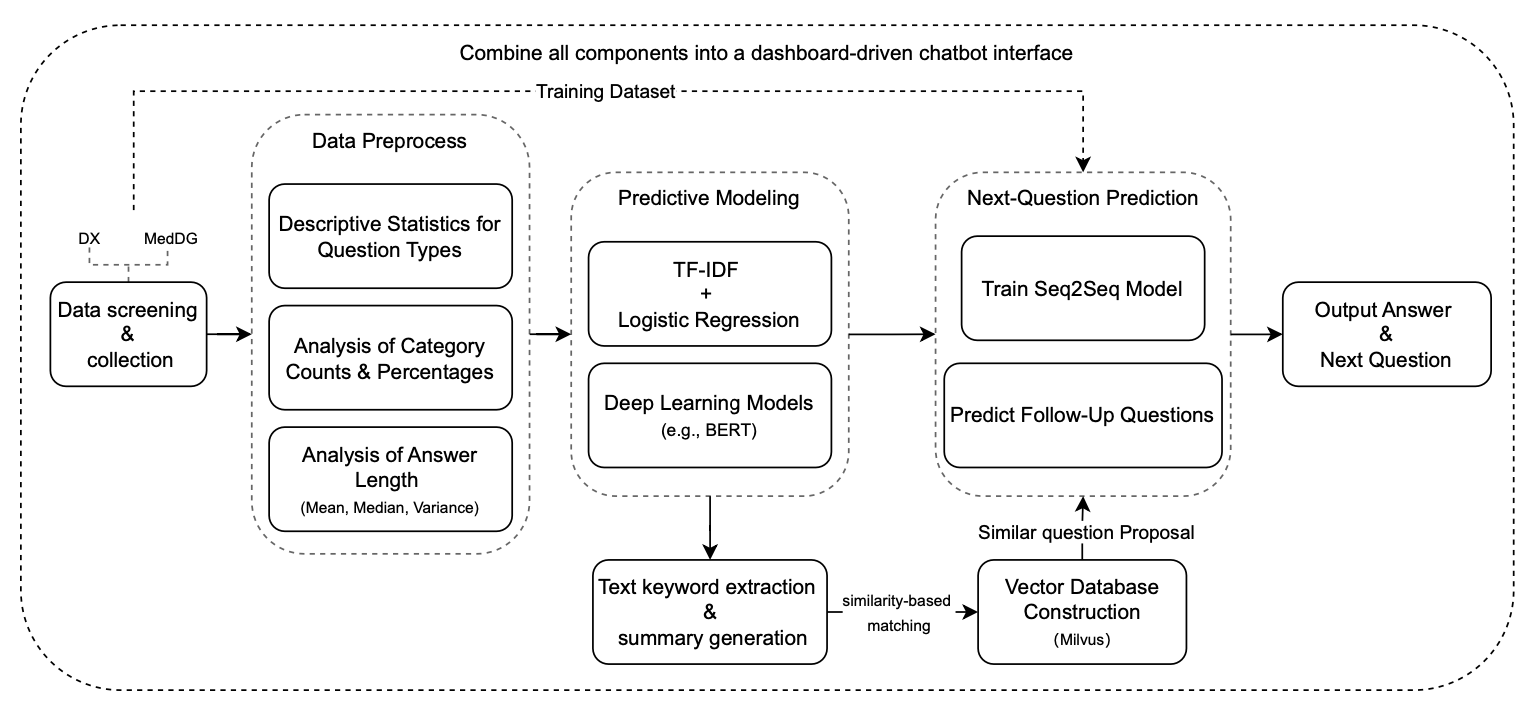 Combine all components into a dashboard-driven chatbot interface
Training Dataset
Data Preprocess
Descriptive Statistics for
Question Types
Analysis of Category
Counts & Percentages
Analysis of Answer
Length
(Mean, Median, Variance)
DX
MedDG
Data screening
&
collection
Predictive Modeling
TF-IDF
+
Logistic Regression
Deep Learning Models
(e.g., BERT)
Next-Question Prediction
Train Seq2Seq Model
Predict Follow-Up Questions
Output Answer
&
Next Question
Text keyword extraction
&
summary generation
similarity-based
matching
Similar question Proposal
Vector Database
Construction
(Milvus)